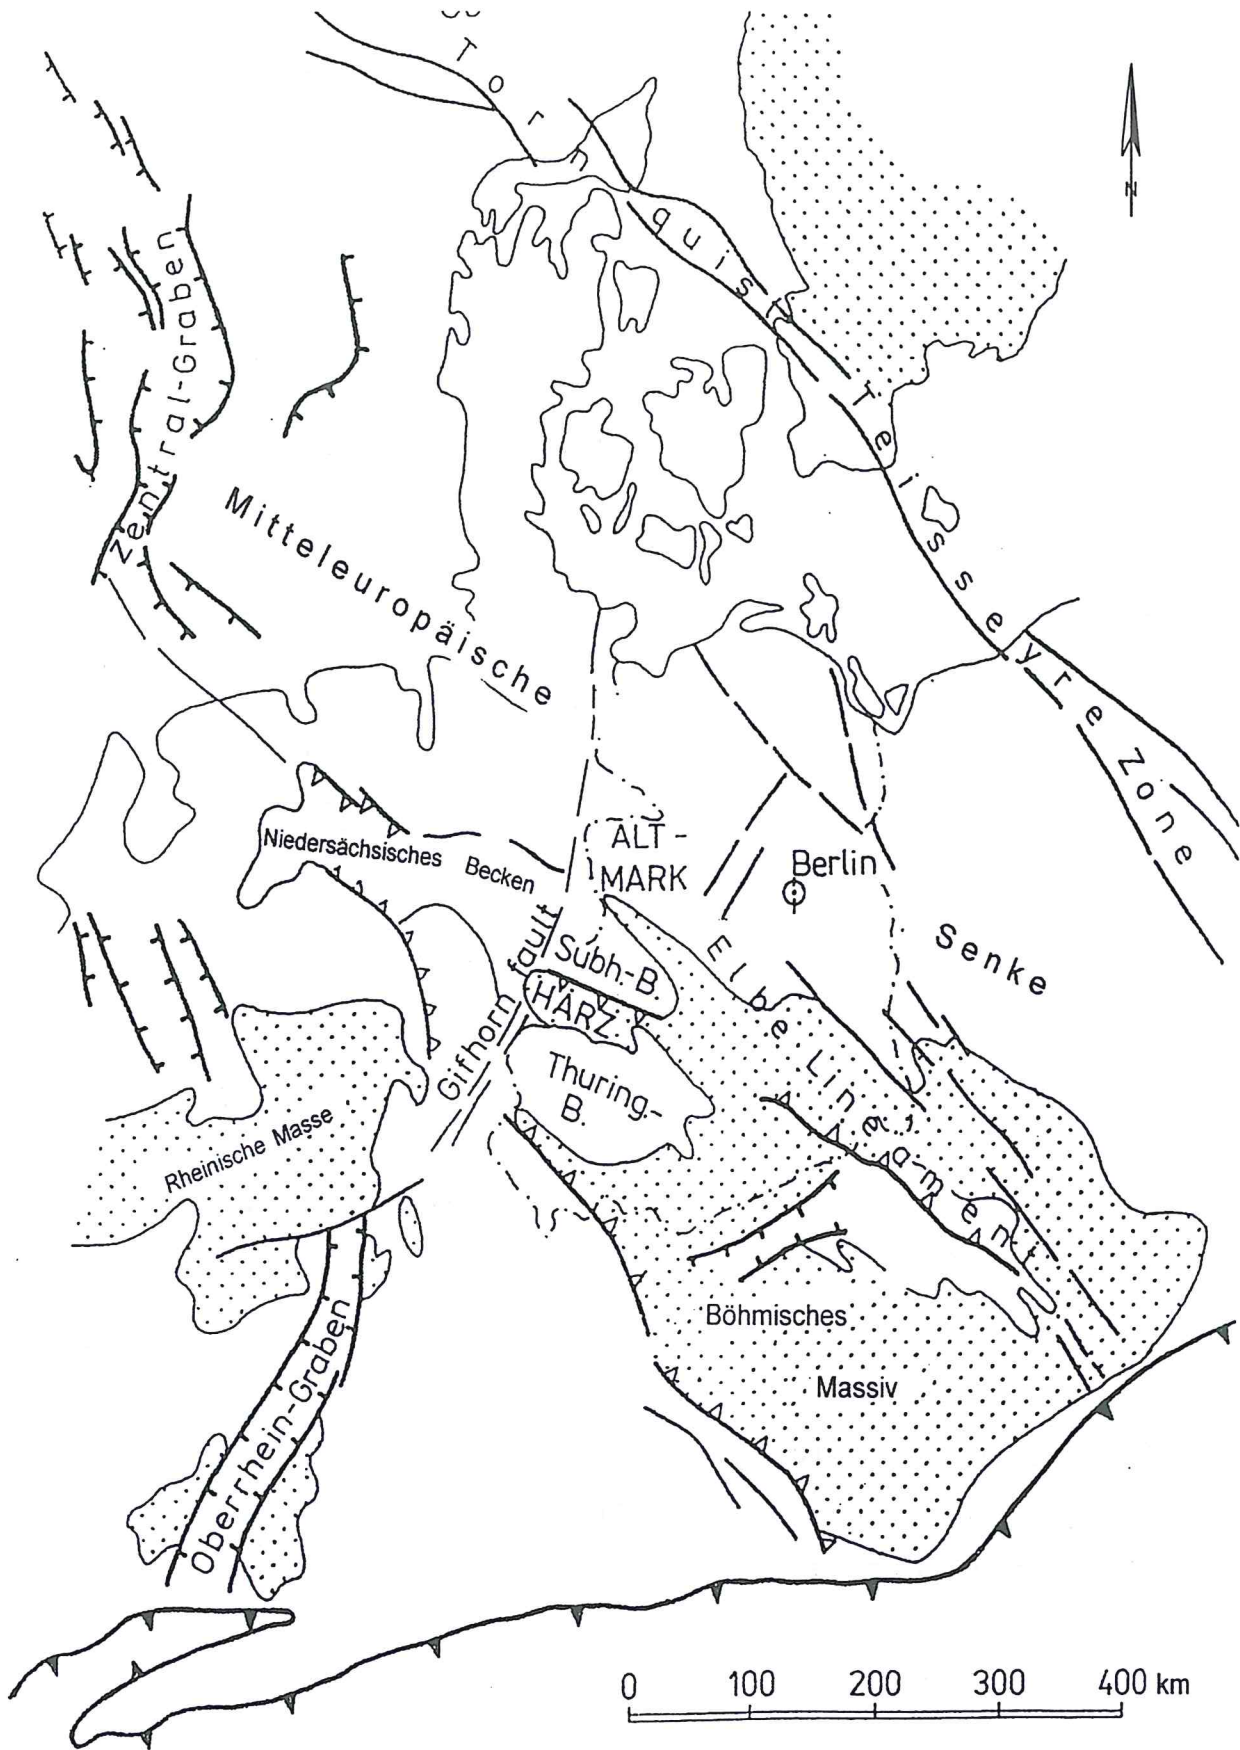 Tornquist-Teisseyre Zone
N
Zentral-Graben
Mitteleuropäische
Senke
ALT-
MARK
Berlin
Niedersächsisches Becken
Gifhorn fault
Subh-B.
HARZ
Thuring-
B.
Elbe Lineament
Rheinische Masse
Oberrhein-Graben
Böhmisches
Massiv
0 100 200 300 400 km